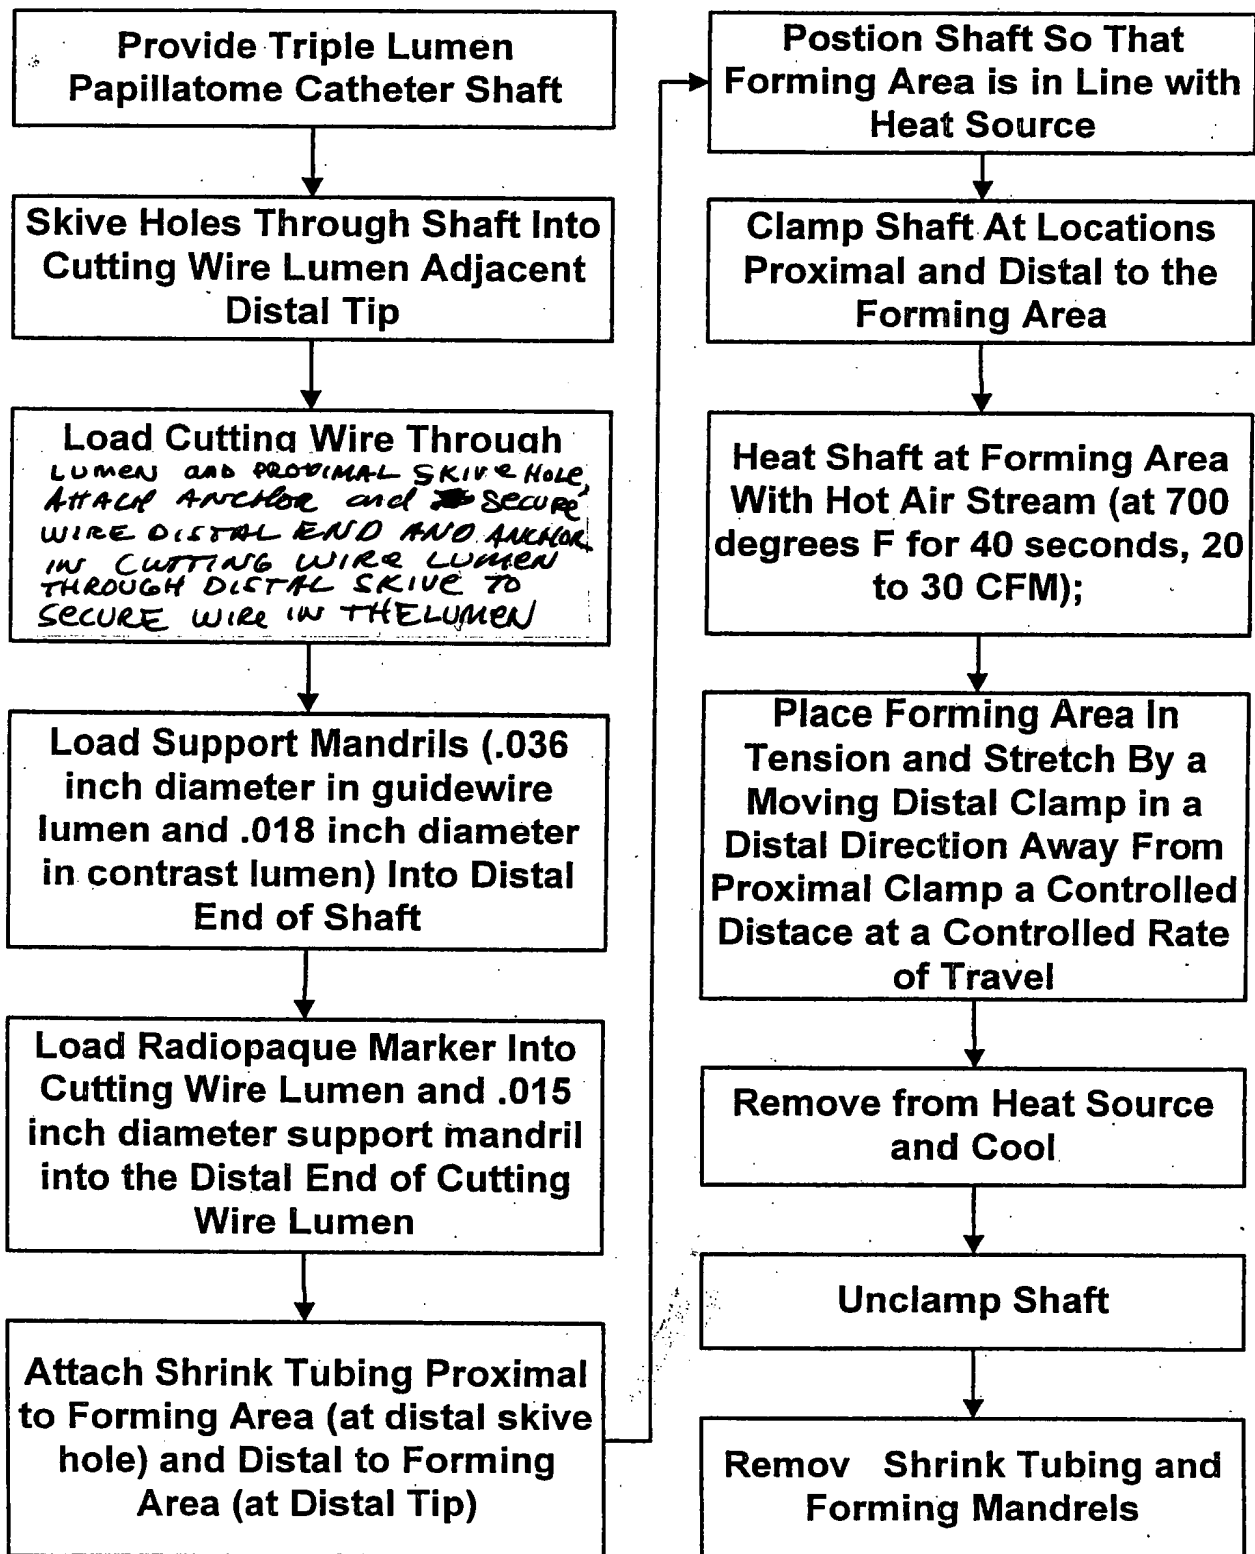 Provide Triple Lumen
Papillatome Catheter Shaft
Skive Holes Through Shaft Into
Cutting Wire Lumen Adjacent
Distal Tip
Load Cutting Wire Through
LUMEN AND PROXIMAL SKIVE HOLE,
ATTACH ANCHOR and SECURE
WIRE DISTAL END AND ANCHOR
IN CUTTING WIRE LUMEN
THROUGH DISTAL SKIVE TO
SECURE WIRE IN THE LUMEN
Load Support Mandrils (.036
inch diameter in guidewire
lumen and .018 inch diameter
in contrast lumen) Into Distal
End of Shaft
Load Radiopaque Marker Into
Cutting Wire Lumen and .015
inch diameter support mandril
into the Distal End of Cutting
Wire Lumen
Attach Shrink Tubing Proximal
to Forming Area (at distal skive
hole) and Distal to Forming
Area (at Distal Tip)
Postion Shaft So That
Forming Area is in Line with
Heat Source
Clamp Shaft At Locations
Proximal and Distal to the
Forming Area
Heat Shaft at Forming Area
With Hot Air Stream (at 700
degrees F for 40 seconds, 20
to 30 CFM);
Place Forming Area In
Tension and Stretch By a
Moving Distal Clamp in a
Distal Direction Away From
Proximal Clamp a Controlled
Distace at a Controlled Rate
of Travel
Remove from Heat Source
and Cool
Unclamp Shaft
Remov Shrink Tubing and
Forming Mandrels